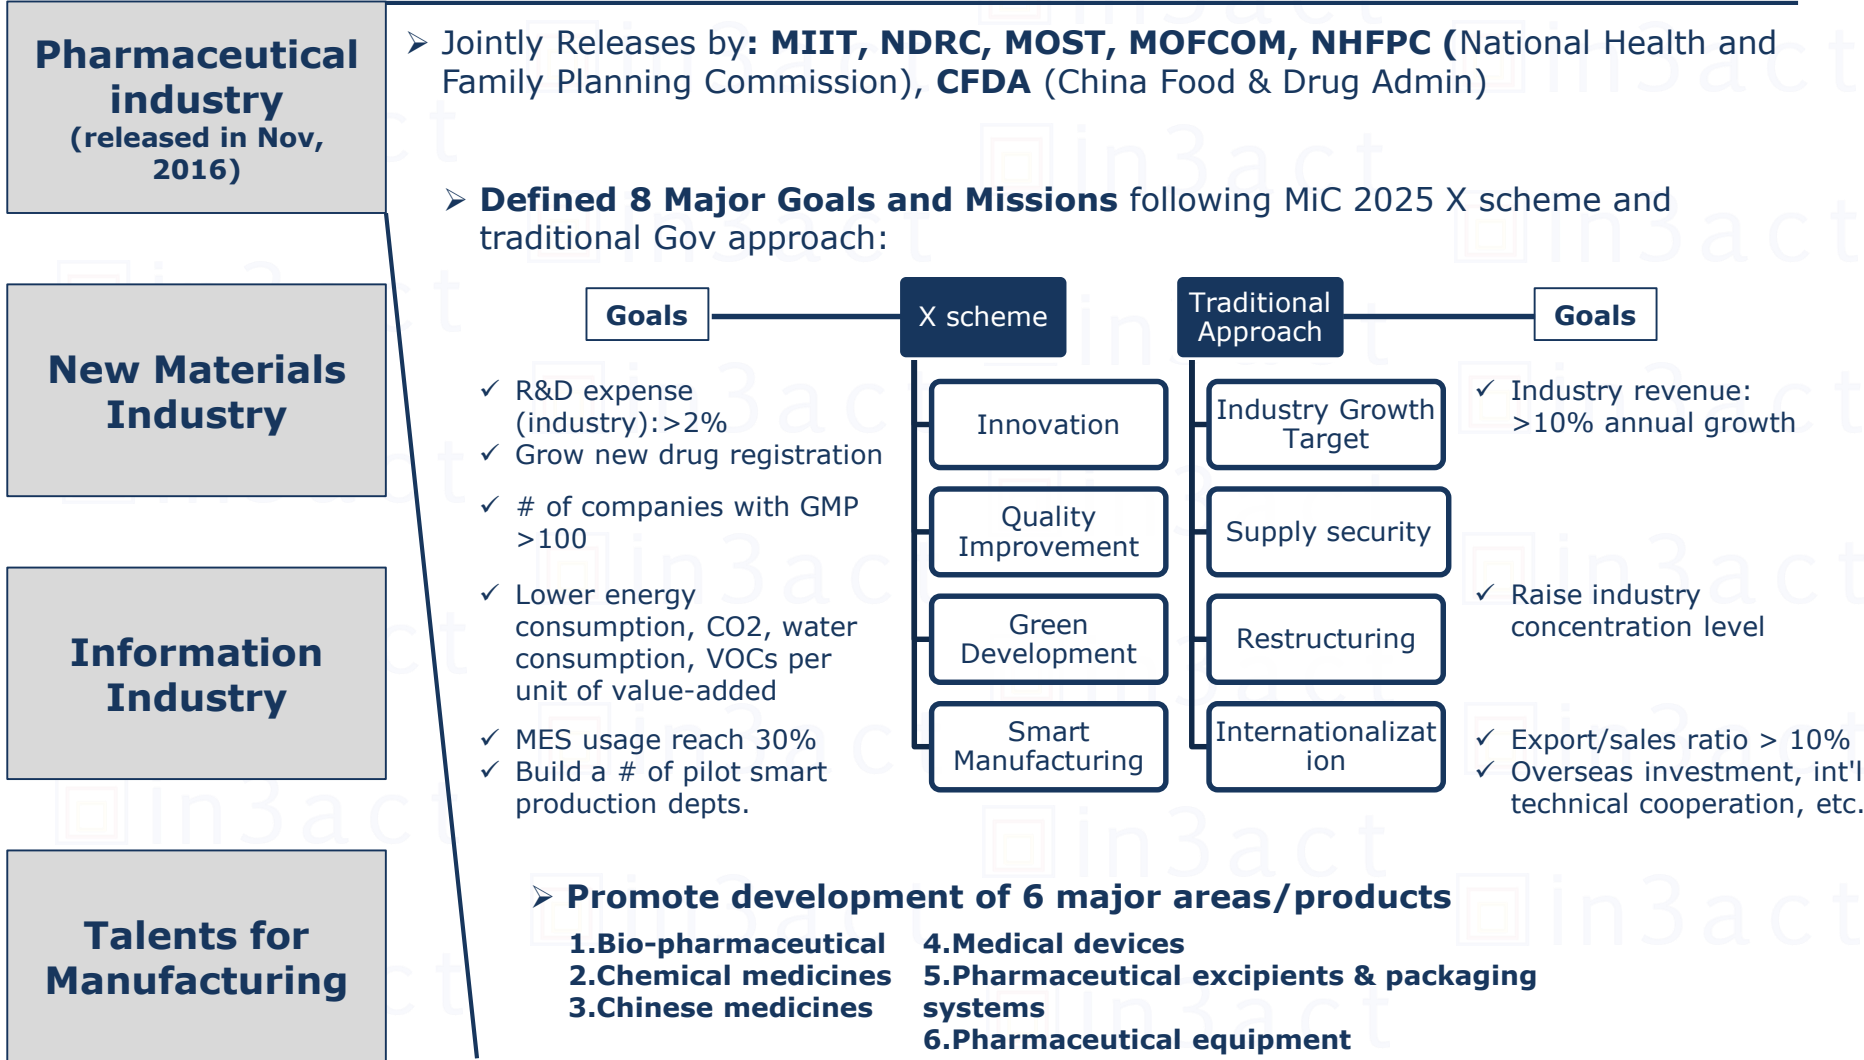 Pharmaceutical
industry
(released in Nov,
2016)
New Materials
Industry
Information
Industry
Talents for
Manufacturing
➢ Jointly Releases by: MIIT, NDRC, MOST, MOFCOM, NHFPC (National Health and
Family Planning Commission), CFDA (China Food & Drug Admin)
➢ Defined 8 Major Goals and Missions following MiC 2025 X scheme and
traditional Gov approach:
Goals
X scheme
Traditional
Approach
Goals
✓ R&D expense
(industry):>2%
✓ Grow new drug registration
✓ # of companies with GMP
>100
✓ Lower energy
consumption, CO2, water
consumption, VOCs per
unit of value-added
✓ MES usage reach 30%
✓ Build a # of pilot smart
production depts.
Innovation
Quality
Improvement
Green
Development
Smart
Manufacturing
Industry Growth
Target
Supply security
Restructuring
Internationalizat
ion
✓ Industry revenue:
>10% annual growth
✓ Raise industry
concentration level
✓ Export/sales ratio > 10%
✓ Overseas investment, int'l
technical cooperation, etc.
➢ Promote development of 6 major areas/products
1.Bio-pharmaceutical
2.Chemical medicines
3.Chinese medicines
4.Medical devices
5.Pharmaceutical excipients & packaging
systems
6.Pharmaceutical equipment
in3act